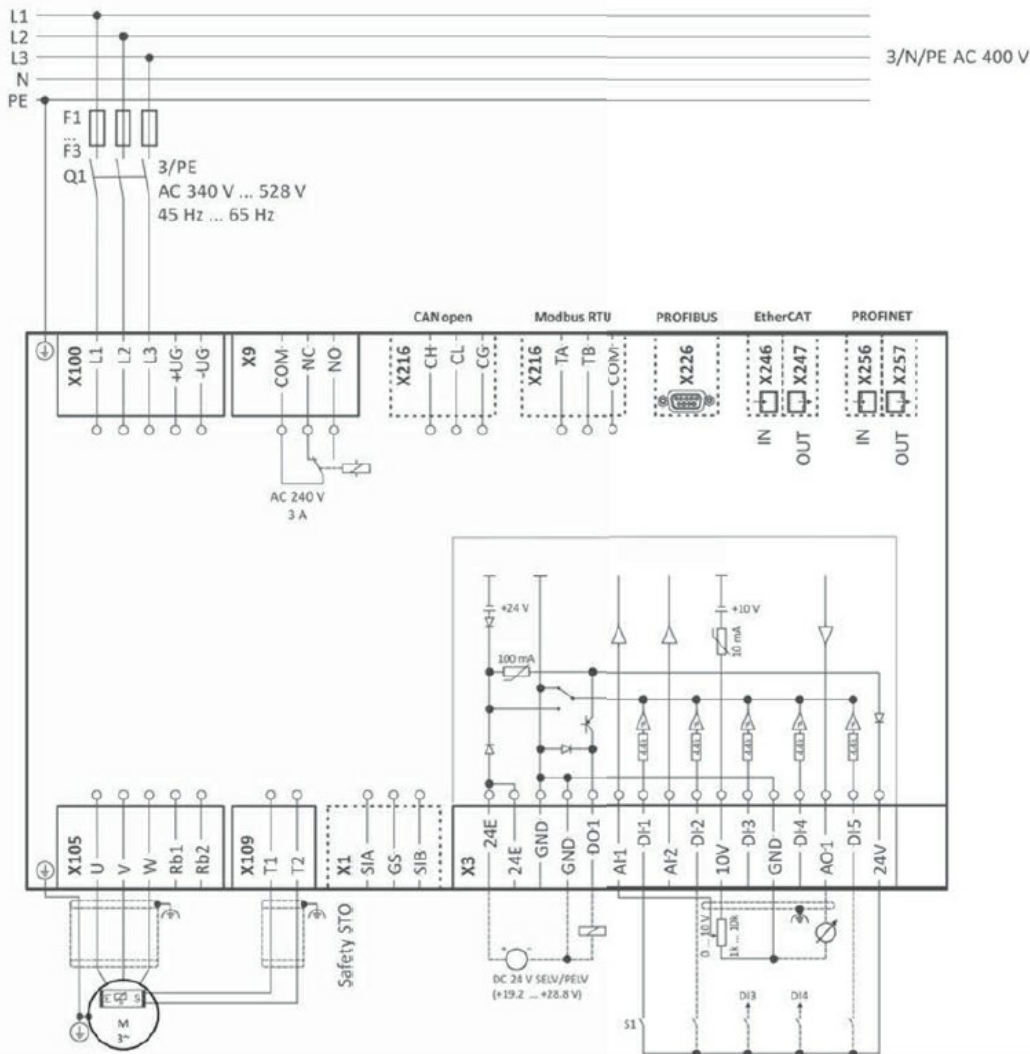 L1
L2
L3
N
PE
3/N/PE AC 400 V
F1
...
F3
Q1
3/PE
AC 340 V ... 528 V
45 Hz ... 65 Hz
CAN open
Modbus RTU
PROFIBUS
EtherCAT
PROFINET
X100
L1
L2
L3
+UG
-UG
X9
COM
NC
NO
X216
CH
CL
CG
X216
TA
TB
COM
X226
X246
X247
X256
X257
IN
OUT
IN
OUT
AC 240 V
3 A
+24 V
+10 V
100 mA
10 mA
X105
U
V
W
Rb1
Rb2
X109
T1
T2
X1
SIA
GS
SIB
X3
24E
24E
GND
GND
DO1
AI1
DI1
AI2
DI2
10V
DI3
GND
DI4
AO1
DI5
24V
Safety STO
M
3~
DC 24 V SELV/PELV
(+19.2 ... +28.8 V)
0 ... 10 V
1k ... 10k
S1
DI3
DI4